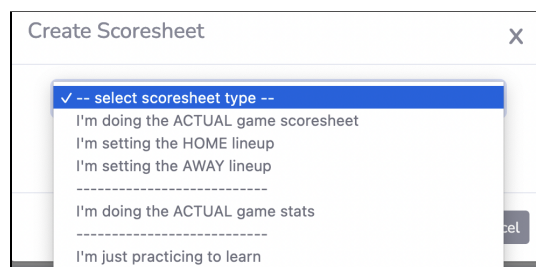 Create Scoresheet
X
✓ -- select scoresheet type --
I'm doing the ACTUAL game scoresheet
I'm setting the HOME lineup
I'm setting the AWAY lineup
---------------------------
I'm doing the ACTUAL game stats
---------------------------
cel
I'm just practicing to learn